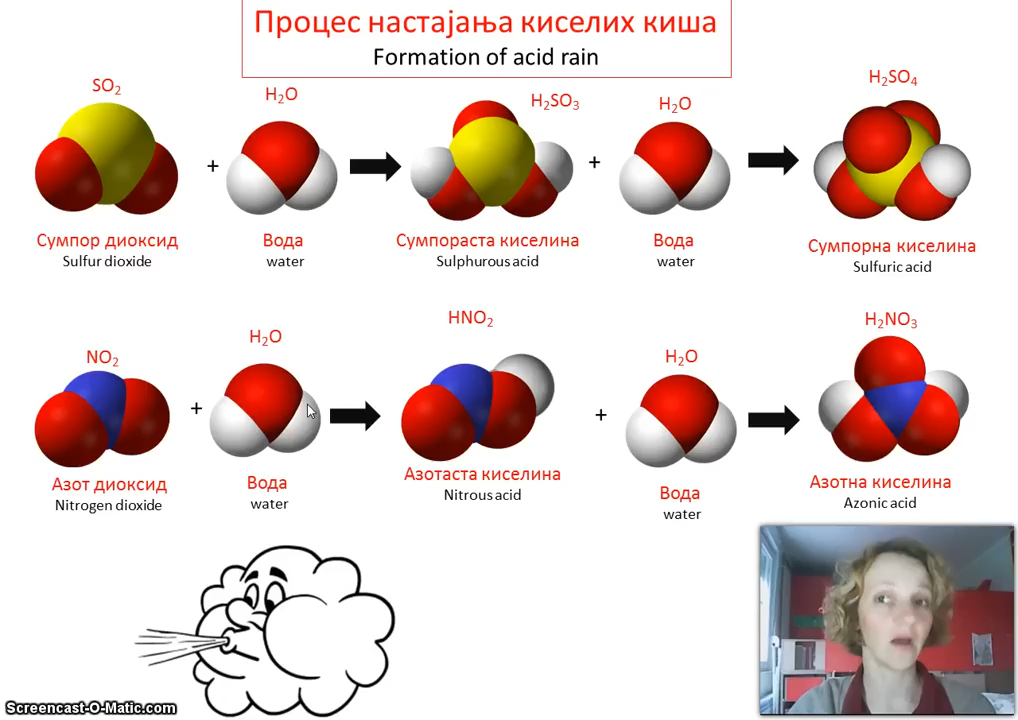 Процес настајања киселих киша
Formation of acid rain
SO₂
H₂O
H₂SO₃
H₂O
H₂SO₄
+
+
Сумпор диоксид
Sulfur dioxide
Вода
water
Сумпораста киселина
Sulphurous acid
Вода
water
Сумпорна киселина
Sulfuric acid
NO₂
H₂O
HNO₂
H₂O
H₂NO₃
+
+
Азот диоксид
Nitrogen dioxide
Вода
water
Азотаста киселина
Nitrous acid
Вода
water
Азотна киселина
Azonic acid
Screencast-O-Matic.com